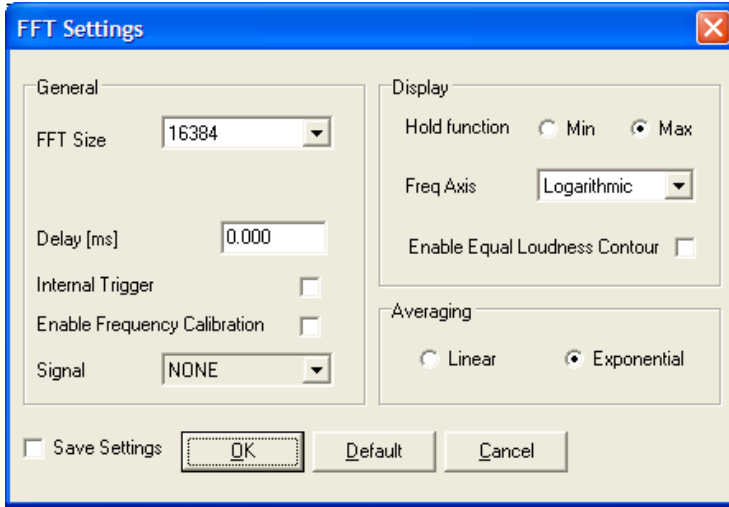 FFT Settings
General
FFT Size 16384
Delay [ms] 0.000
Internal Trigger
Enable Frequency Calibration
Signal NONE
Display
Hold function Min Max
Freq Axis Logarithmic
Enable Equal Loudness Contour
Averaging
Linear Exponential
Save Settings OK Default Cancel